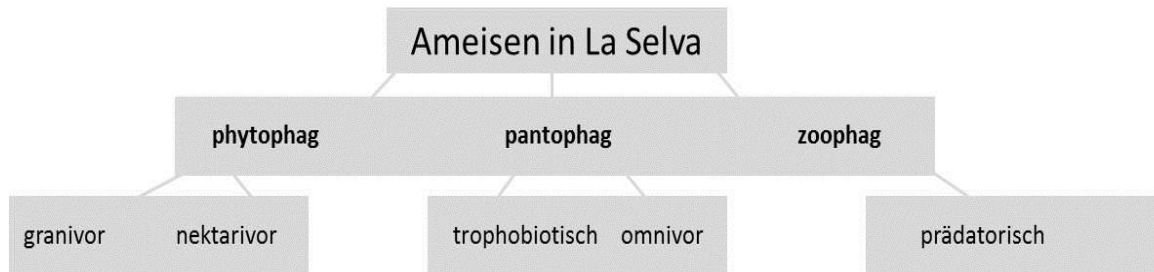 Ameisen in La Selva
phytophag pantophag zoophag
granivor nektarivor trophobiotisch omnivor prädatorisch